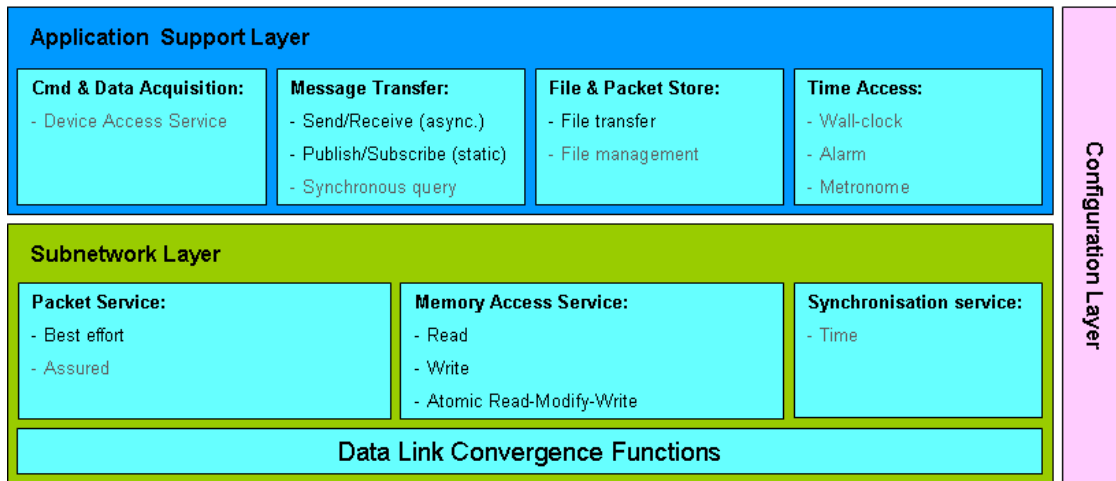 Application Support Layer
Cmd & Data Acquisition:
- Device Access Service
Message Transfer:
- Send/Receive (async.)
- Publish/Subscribe (static)
- Synchronous query
File & Packet Store:
- File transfer
- File management
Time Access:
- Wall-clock
- Alarm
- Metronome
Subnetwork Layer
Packet Service:
- Best effort
- Assured
Memory Access Service:
- Read
- Write
- Atomic Read-Modify-Write
Synchronisation service:
- Time
Data Link Convergence Functions
Configuration Layer